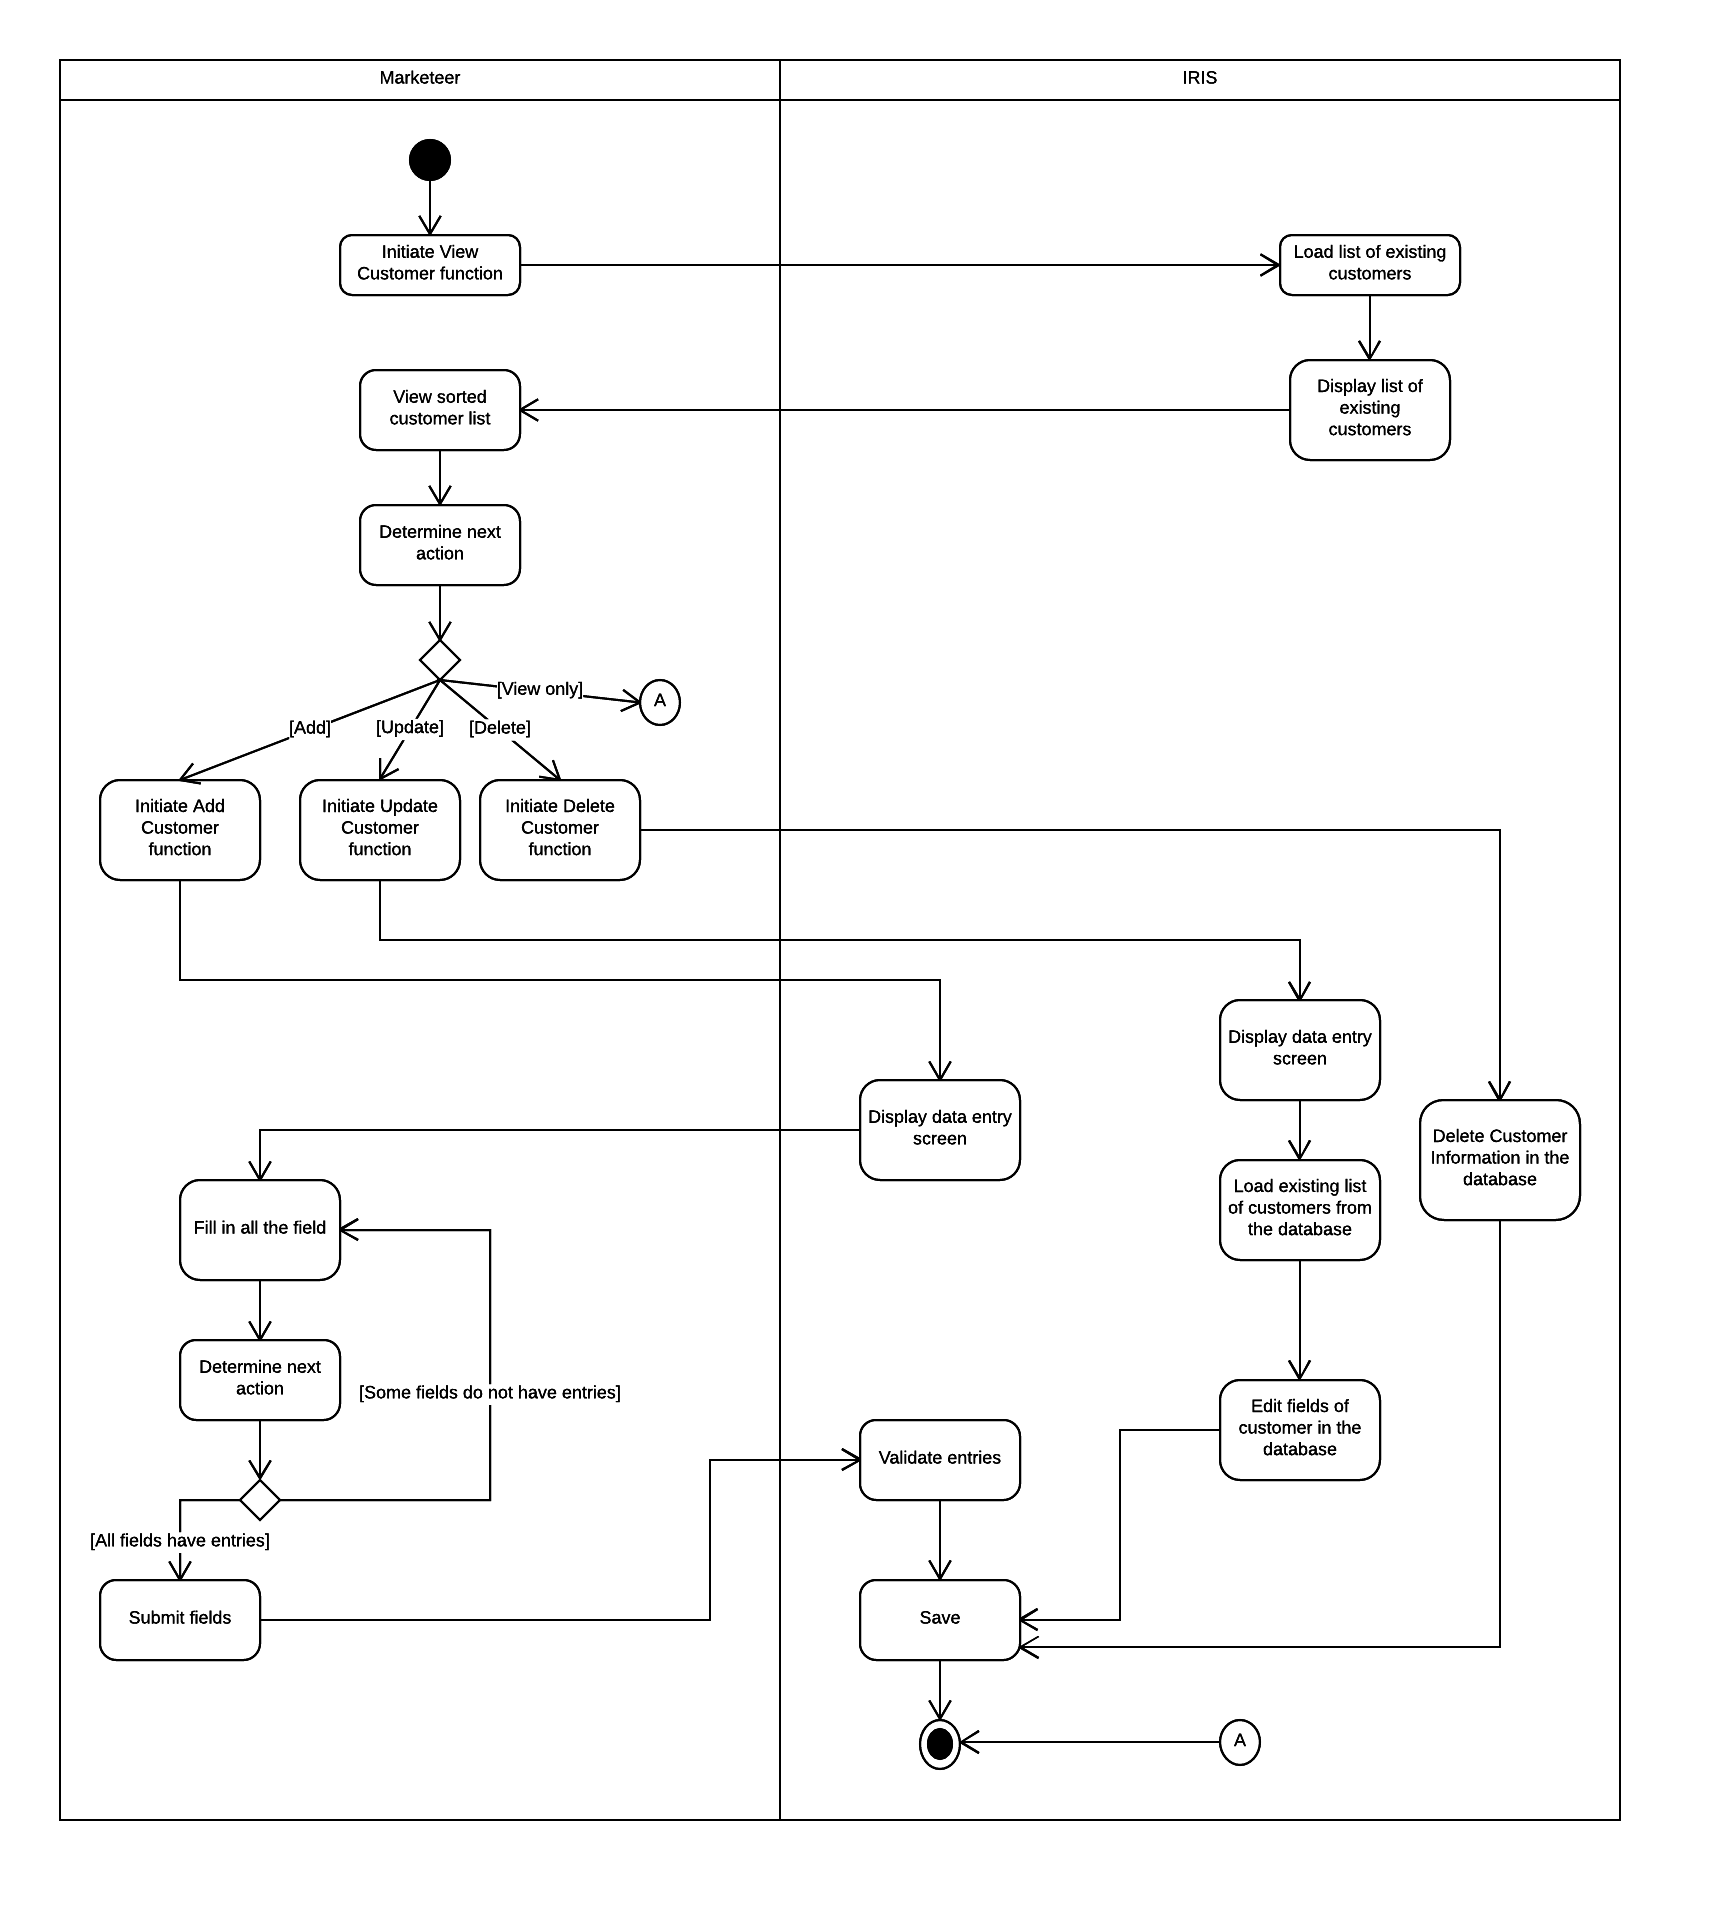 Marketeer
IRIS
Initiate View
Customer function
Load list of existing
customers
View sorted
customer list
Display list of
existing
customers
Determine next
action
[View only]
A
[Add]
[Update]
[Delete]
Initiate Add
Customer
function
Initiate Update
Customer
function
Initiate Delete
Customer
function
Display data entry
screen
Display data entry
screen
Delete Customer
Information in the
database
Load existing list
of customers from
the database
Fill in all the field
Determine next
action
[Some fields do not have entries]
Edit fields of
customer in the
database
Validate entries
[All fields have entries]
Submit fields
Save
A